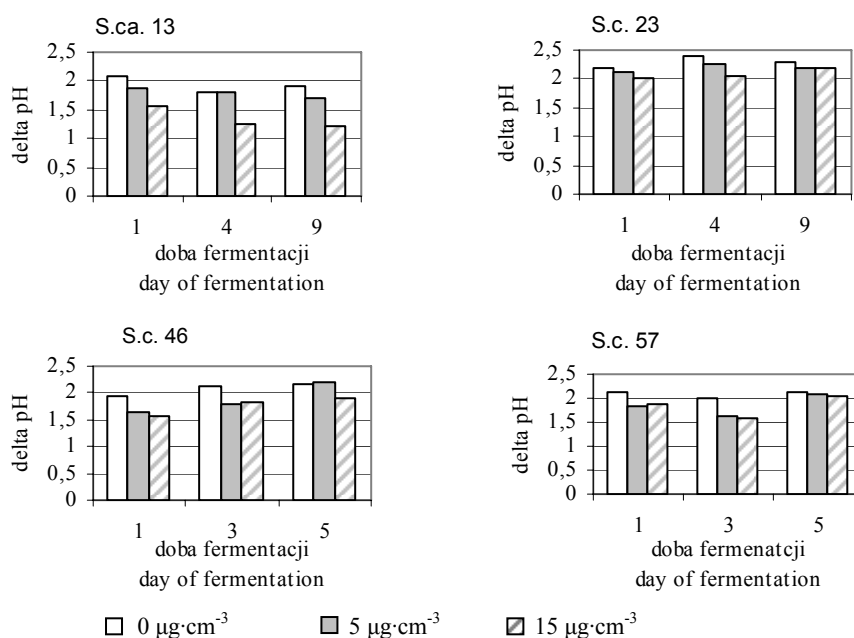 S.ca. 13
2,5
2
1,5
1
0,5
0
delta pH
1 4 9
doba fermentacji
day of fermentation
S.c. 23
2,5
2
1,5
1
0,5
0
delta pH
1 4 9
doba fermentacji
day of fermentation
S.c. 46
2,5
2
1,5
1
0,5
0
delta pH
1 3 5
doba fermentacji
day of fermentation
S.c. 57
2,5
2
1,5
1
0,5
0
delta pH
1 3 5
doba fermenatcji
day of fermentation
0 µg·cm⁻³ 5 µg·cm⁻³ 15 µg·cm⁻³